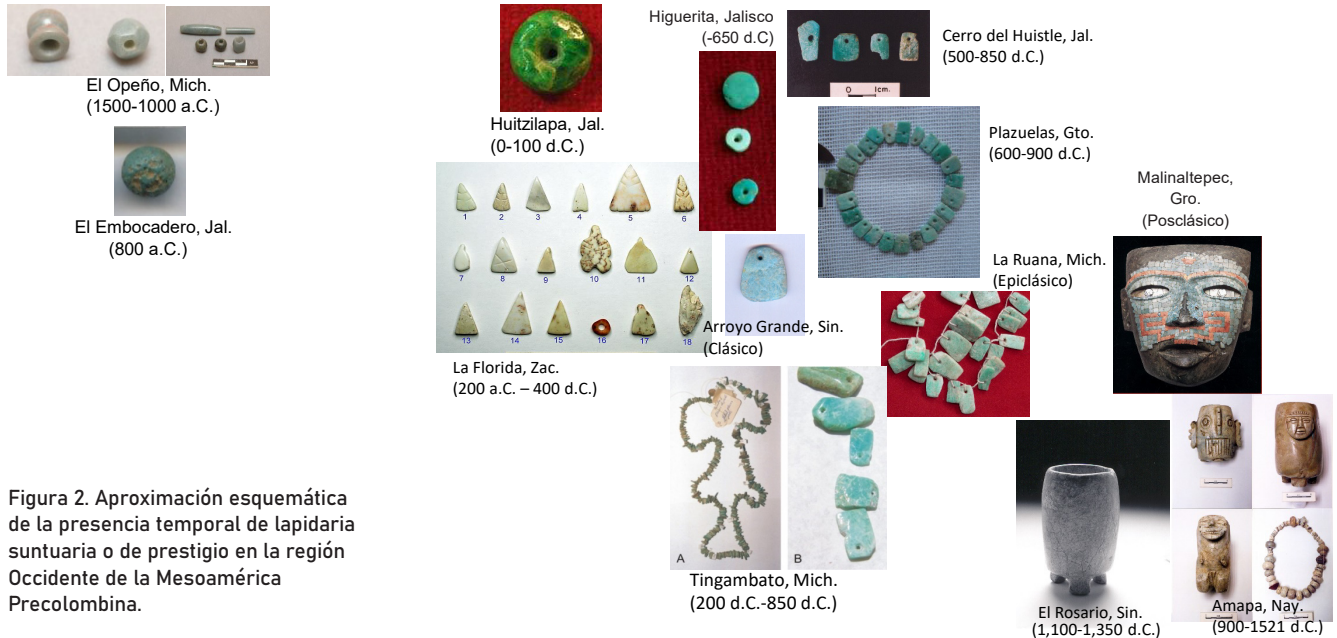 El Opeño, Mich.
(1500-1000 a.C.)
El Embocadero, Jal.
(800 a.C.)
Huitzilapa, Jal.
(0-100 d.C.)
Higuerita, Jalisco
(-650 d.C)
0 1cm.
Cerro del Huistle, Jal.
(500-850 d.C.)
Plazuelas, Gto.
(600-900 d.C.)
Malinaltepec,
Gro.
(Posclásico)
1 2 3 4 5 6
7 8 9 10 11 12
13 14 15 16 17 18
La Florida, Zac.
(200 a.C. – 400 d.C.)
Arroyo Grande, Sin.
(Clásico)
La Ruana, Mich.
(Epiclásico)
A B
Tingambato, Mich.
(200 d.C.-850 d.C.)
El Rosario, Sin.
(1,100-1,350 d.C.)
Amapa, Nay.
(900-1521 d.C.)
Figura 2. Aproximación esquemática
de la presencia temporal de lapidaria
suntuaria o de prestigio en la región
Occidente de la Mesoamérica
Precolombina.